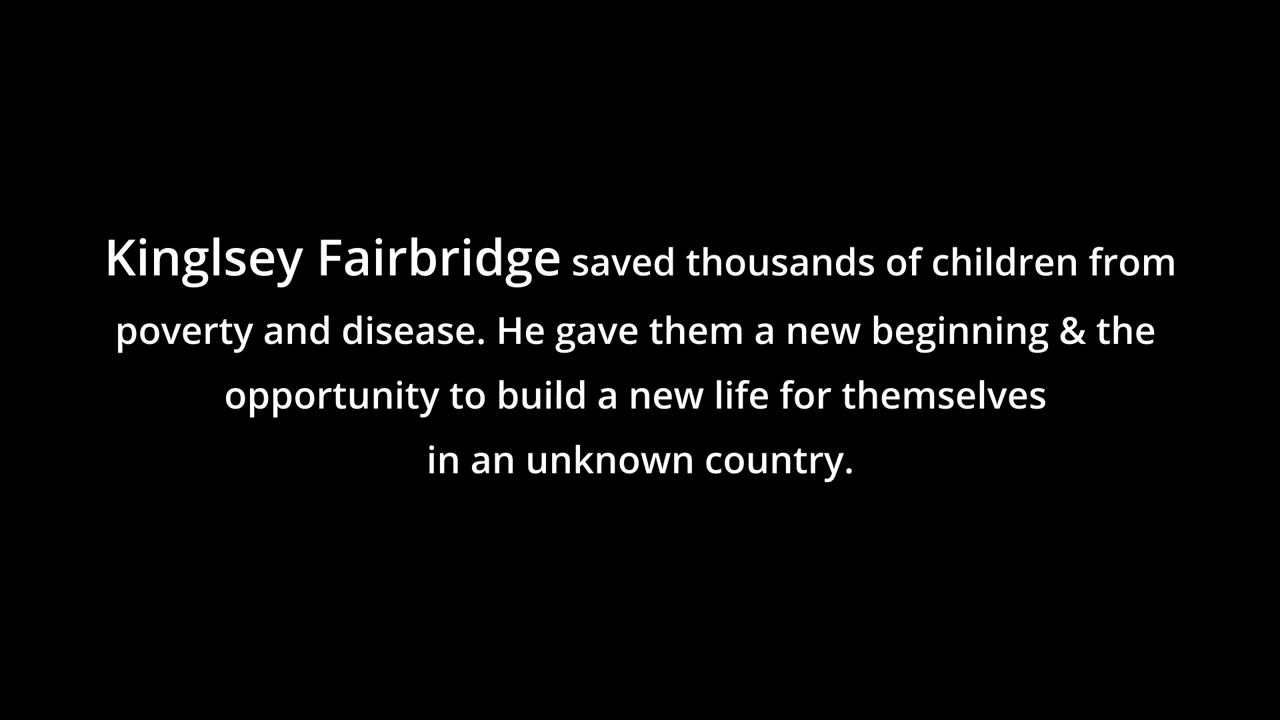 Kinglsey Fairbridge saved thousands of children from
poverty and disease. He gave them a new beginning & the
opportunity to build a new life for themselves
in an unknown country.